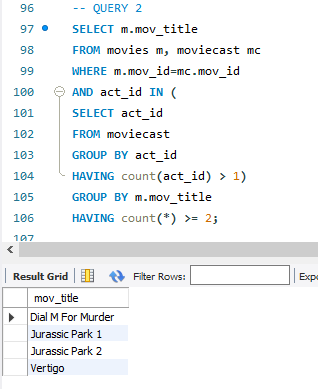 96 -- QUERY 2
97 SELECT m.mov_title
98 FROM movies m, moviecast mc
99 WHERE m.mov_id=mc.mov_id
100 AND act_id IN (
101 SELECT act_id
102 FROM moviecast
103 GROUP BY act_id
104 HAVING count(act_id) > 1)
105 GROUP BY m.mov_title
106 HAVING count(*) >= 2;
107
Result Grid Filter Rows: Expo
mov_title
Dial M For Murder
Jurassic Park 1
Jurassic Park 2
Vertigo